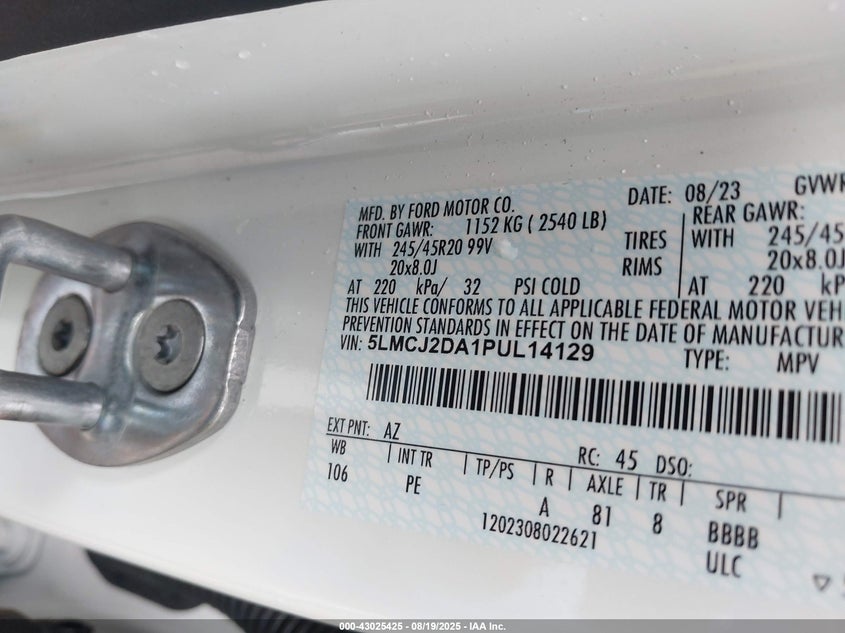 MFD. BY FORD MOTOR CO. DATE: 08/23 GVWR
FRONT GAWR: 1152 KG ( 2540 LB) REAR GAWR:
WITH 245/45R20 99V TIRES WITH 245/45
20x8.0J RIMS 20x8.0J
AT 220 kPa/ 32 PSI COLD AT 220 kP
THIS VEHICLE CONFORMS TO ALL APPLICABLE FEDERAL MOTOR VEH
PREVENTION STANDARDS IN EFFECT ON THE DATE OF MANUFACTUR
VIN: 5LMCJ2DA1PUL14129 TYPE: MPV
EXT PNT: AZ RC: 45 DSO:
WB INT TR TP/PS R AXLE TR SPR
106 PE A 81 8 BBBB
1202308022621 ULC
000-43025425 - 08/19/2025 - IAA Inc.